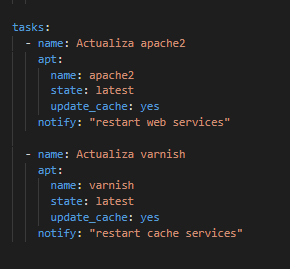 tasks:
  - name: Actualiza apache2
    apt:
      name: apache2
      state: latest
      update_cache: yes
    notify: "restart web services"

  - name: Actualiza varnish
    apt:
      name: varnish
      state: latest
      update_cache: yes
    notify: "restart cache services"